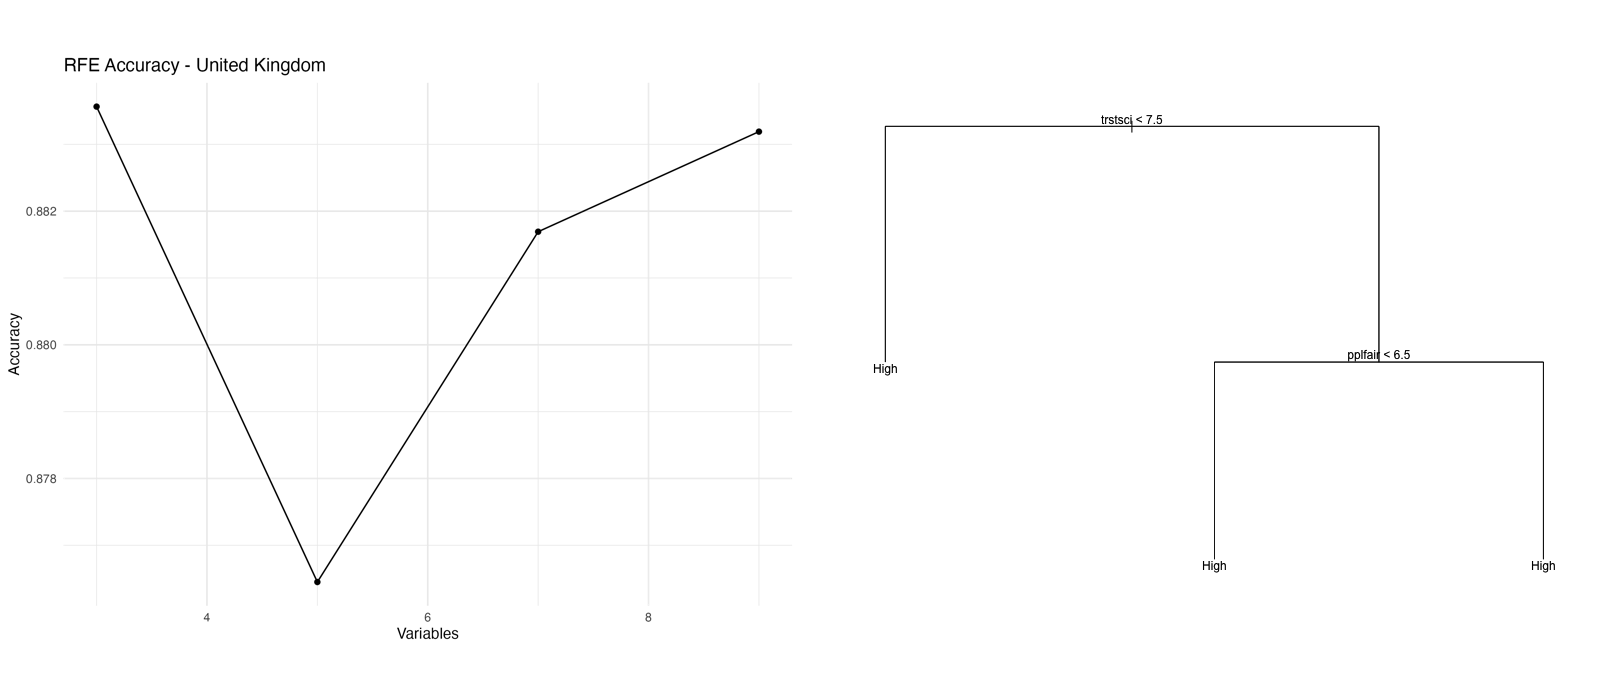 RFE Accuracy - United Kingdom
0.882
0.880
0.878
Accuracy
4
6
8
Variables
trstsci < 7.5
High
pplfair < 6.5
High
High